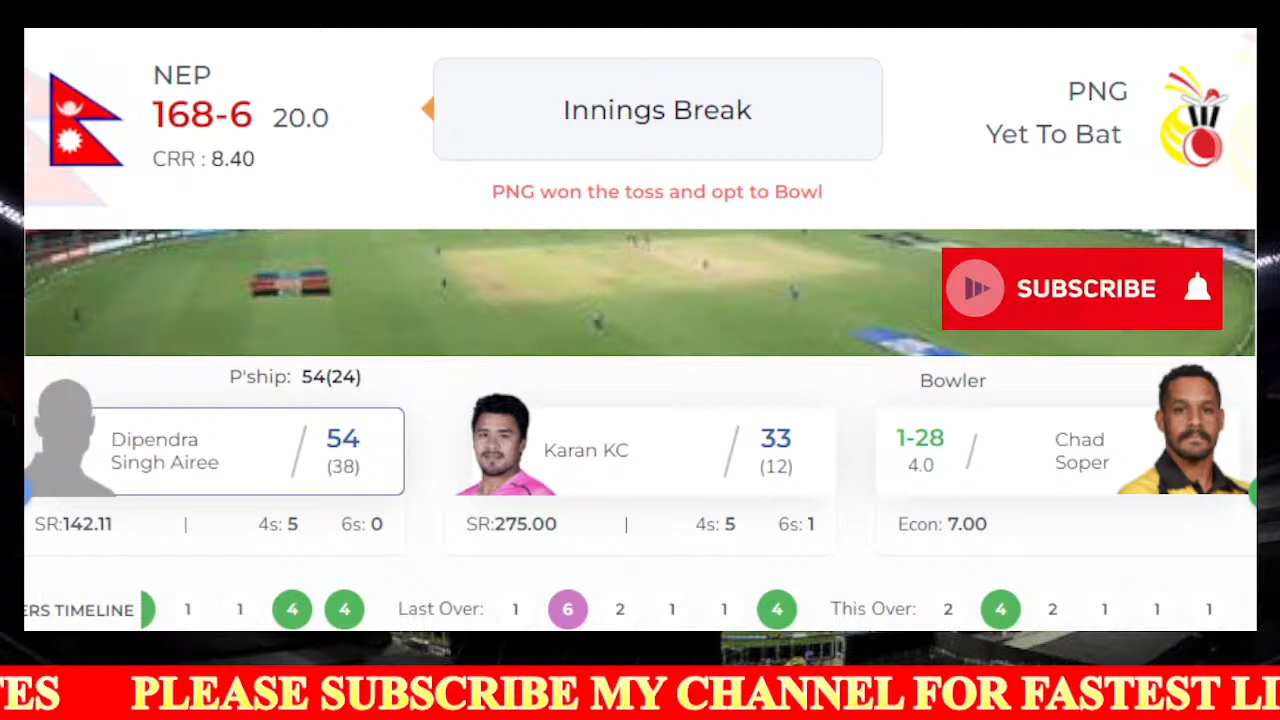 NEP
168-6 20.0
CRR : 8.40
Innings Break
PNG won the toss and opt to Bowl
PNG
Yet To Bat
SUBSCRIBE
P'ship: 54(24)
Dipendra
Singh Airee
54
(38)
SR:142.11 | 4s: 5 6s: 0
Karan KC
33
(12)
SR:275.00 | 4s: 5 6s: 1
Bowler
1-28
4.0
Chad
Soper
Econ: 7.00
ERS TIMELINE 1 1 4 4 Last Over: 1 6 2 1 1 4 This Over: 2 4 2 1 1 1
TES PLEASE SUBSCRIBE MY CHANNEL FOR FASTEST LI